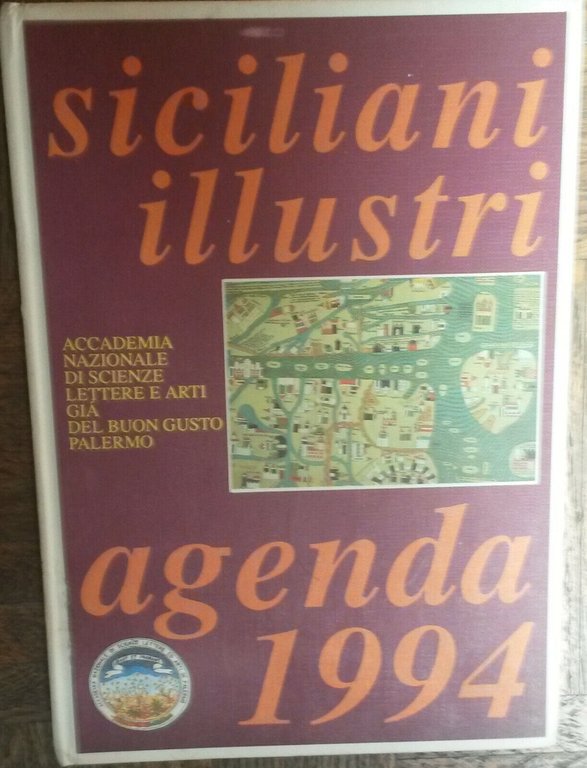 siciliani
illustri
ACCADEMIA
NAZIONALE
DI SCIENZE
LETTERE E ARTI
GIÀ
DEL BUON GUSTO
PALERMO
agenda
1994